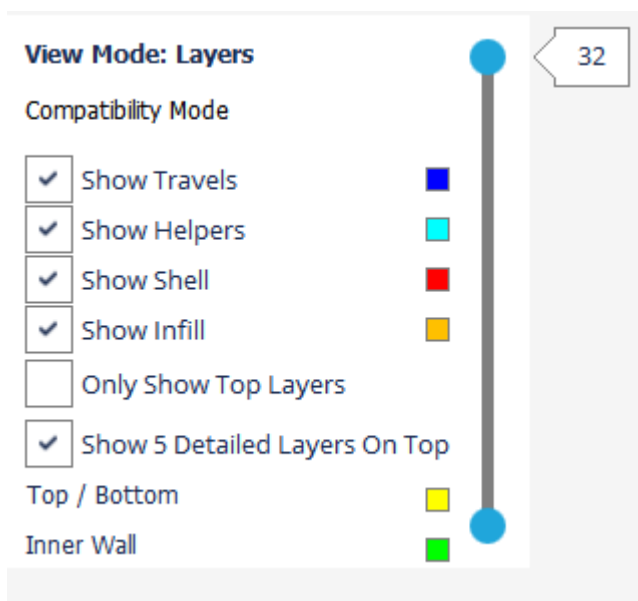 View Mode: Layers
32
Compatibility Mode
Show Travels
Show Helpers
Show Shell
Show Infill
Only Show Top Layers
Show 5 Detailed Layers On Top
Top / Bottom
Inner Wall